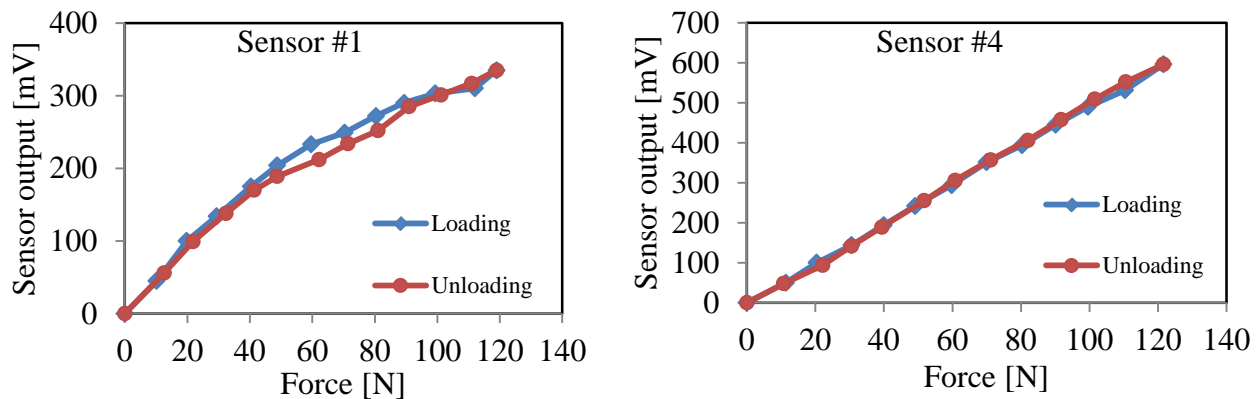 Sensor #1
Sensor output [mV]
400
300
200
100
0
Loading
Unloading
0 20 40 60 80 100 120 140
Force [N]
Sensor #4
Sensor output [mV]
700
600
500
400
300
200
100
0
Loading
Unloading
0 20 40 60 80 100 120 140
Force [N]